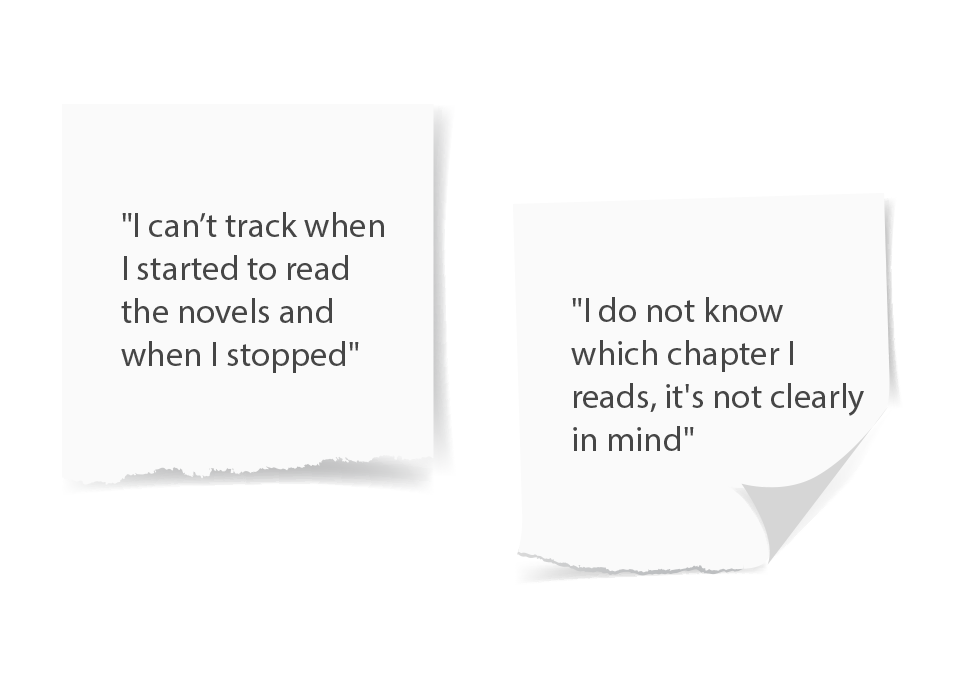 "I can’t track when
I started to read
the novels and
when I stopped"
"I do not know
which chapter I
reads, it's not clearly
in mind"